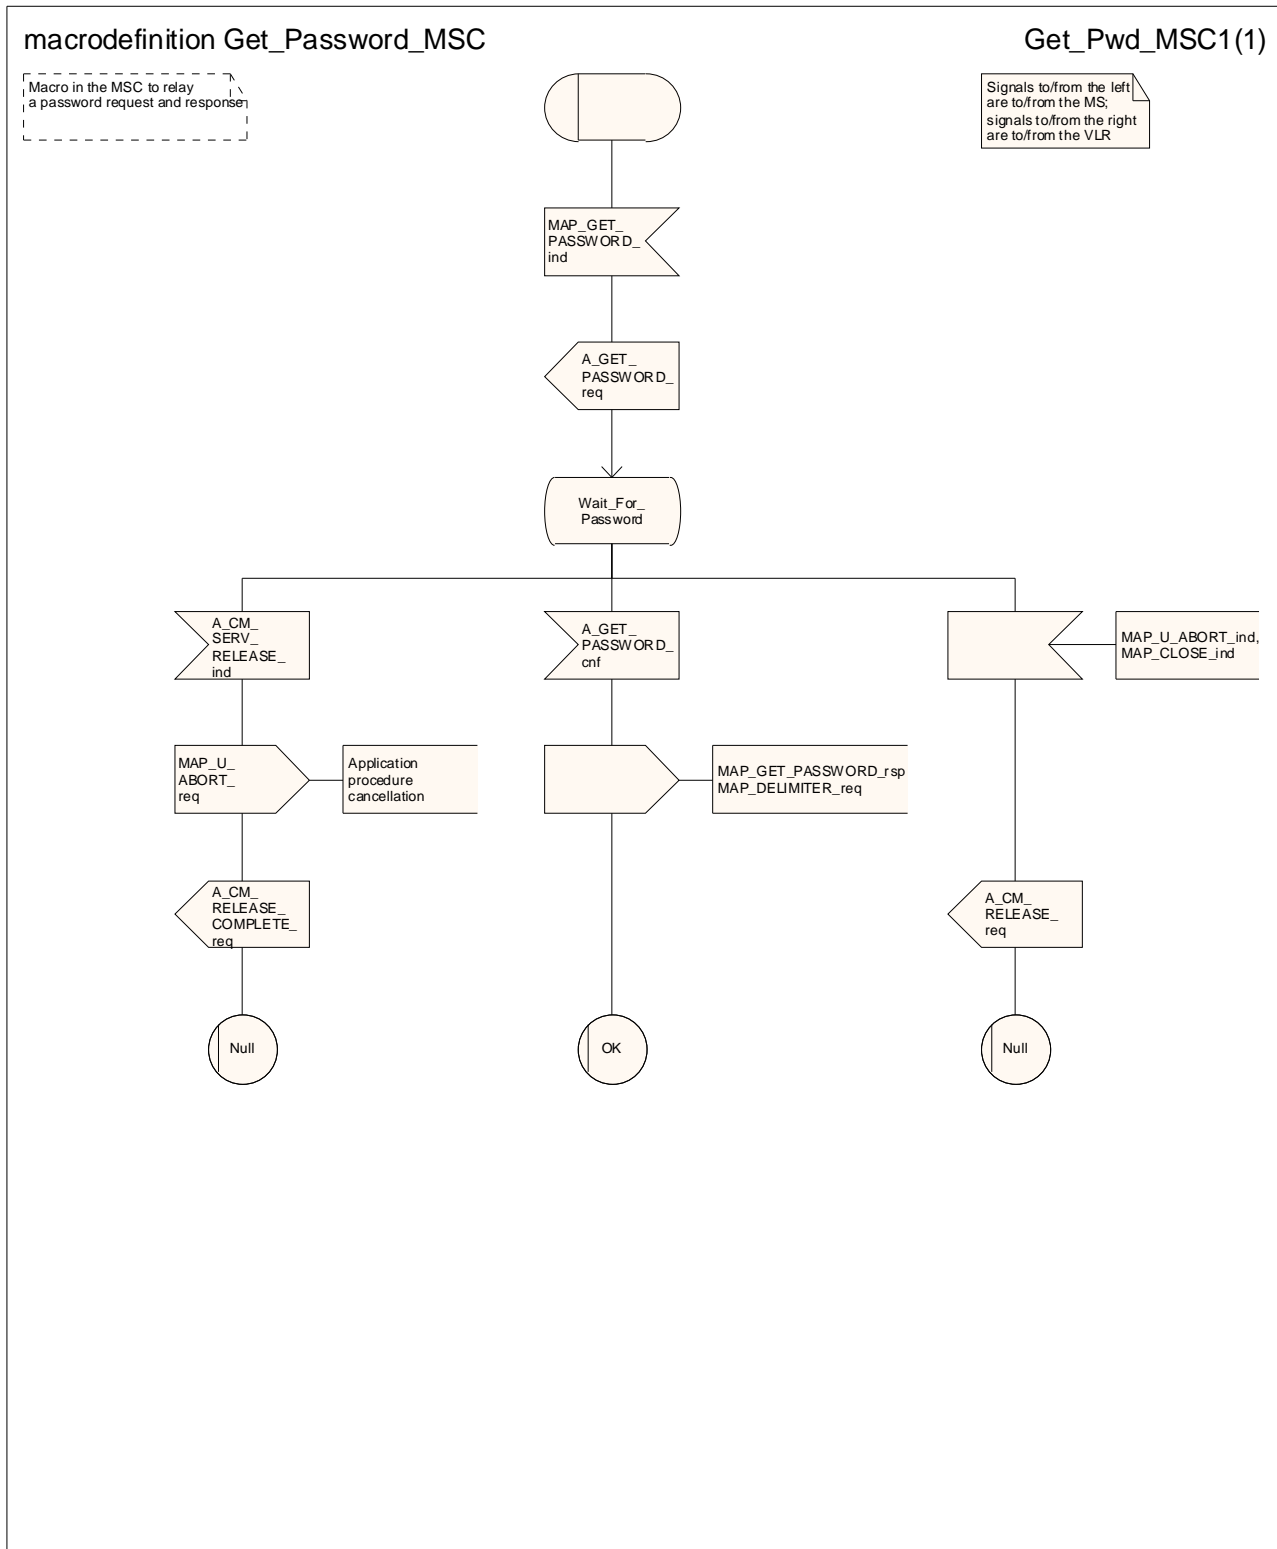 macrodefinition Get_Password_MSC
Get_Pwd_MSC1(1)
Macro in the MSC to relay
a password request and response
Signals to/from the left
are to/from the MS;
signals to/from the right
are to/from the VLR
MAP_GET_
PASSWORD_
ind
A_GET_
PASSWORD_
req
Wait_For_
Password
A_CM_
SERV_
RELEASE_
ind
A_GET_
PASSWORD_
cnf
MAP_U_ABORT_ind,
MAP_CLOSE_ind
MAP_U_
ABORT_
req
Application
procedure
cancellation
MAP_GET_PASSWORD_rsp
MAP_DELIMITER_req
A_CM_
RELEASE_
COMPLETE_
req
A_CM_
RELEASE_
req
Null
OK
Null